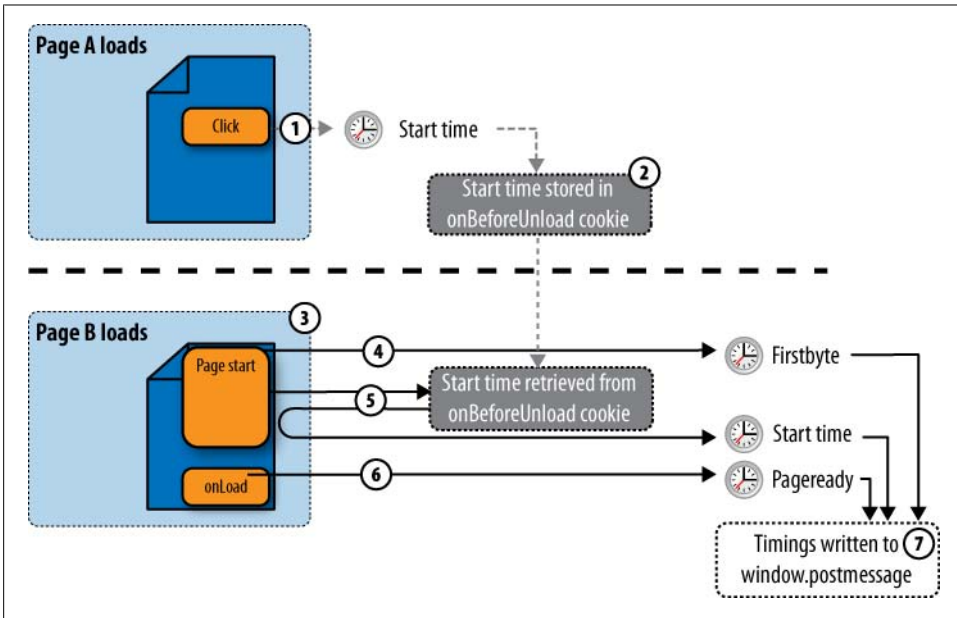 Page A loads
Click
1
Start time
2
Start time stored in
onBeforeUnload cookie
3
Page B loads
Page start
4
Firstbyte
5
Start time retrieved from
onBeforeUnload cookie
Start time
onLoad
6
Pageready
Timings written to
7
window.postmessage